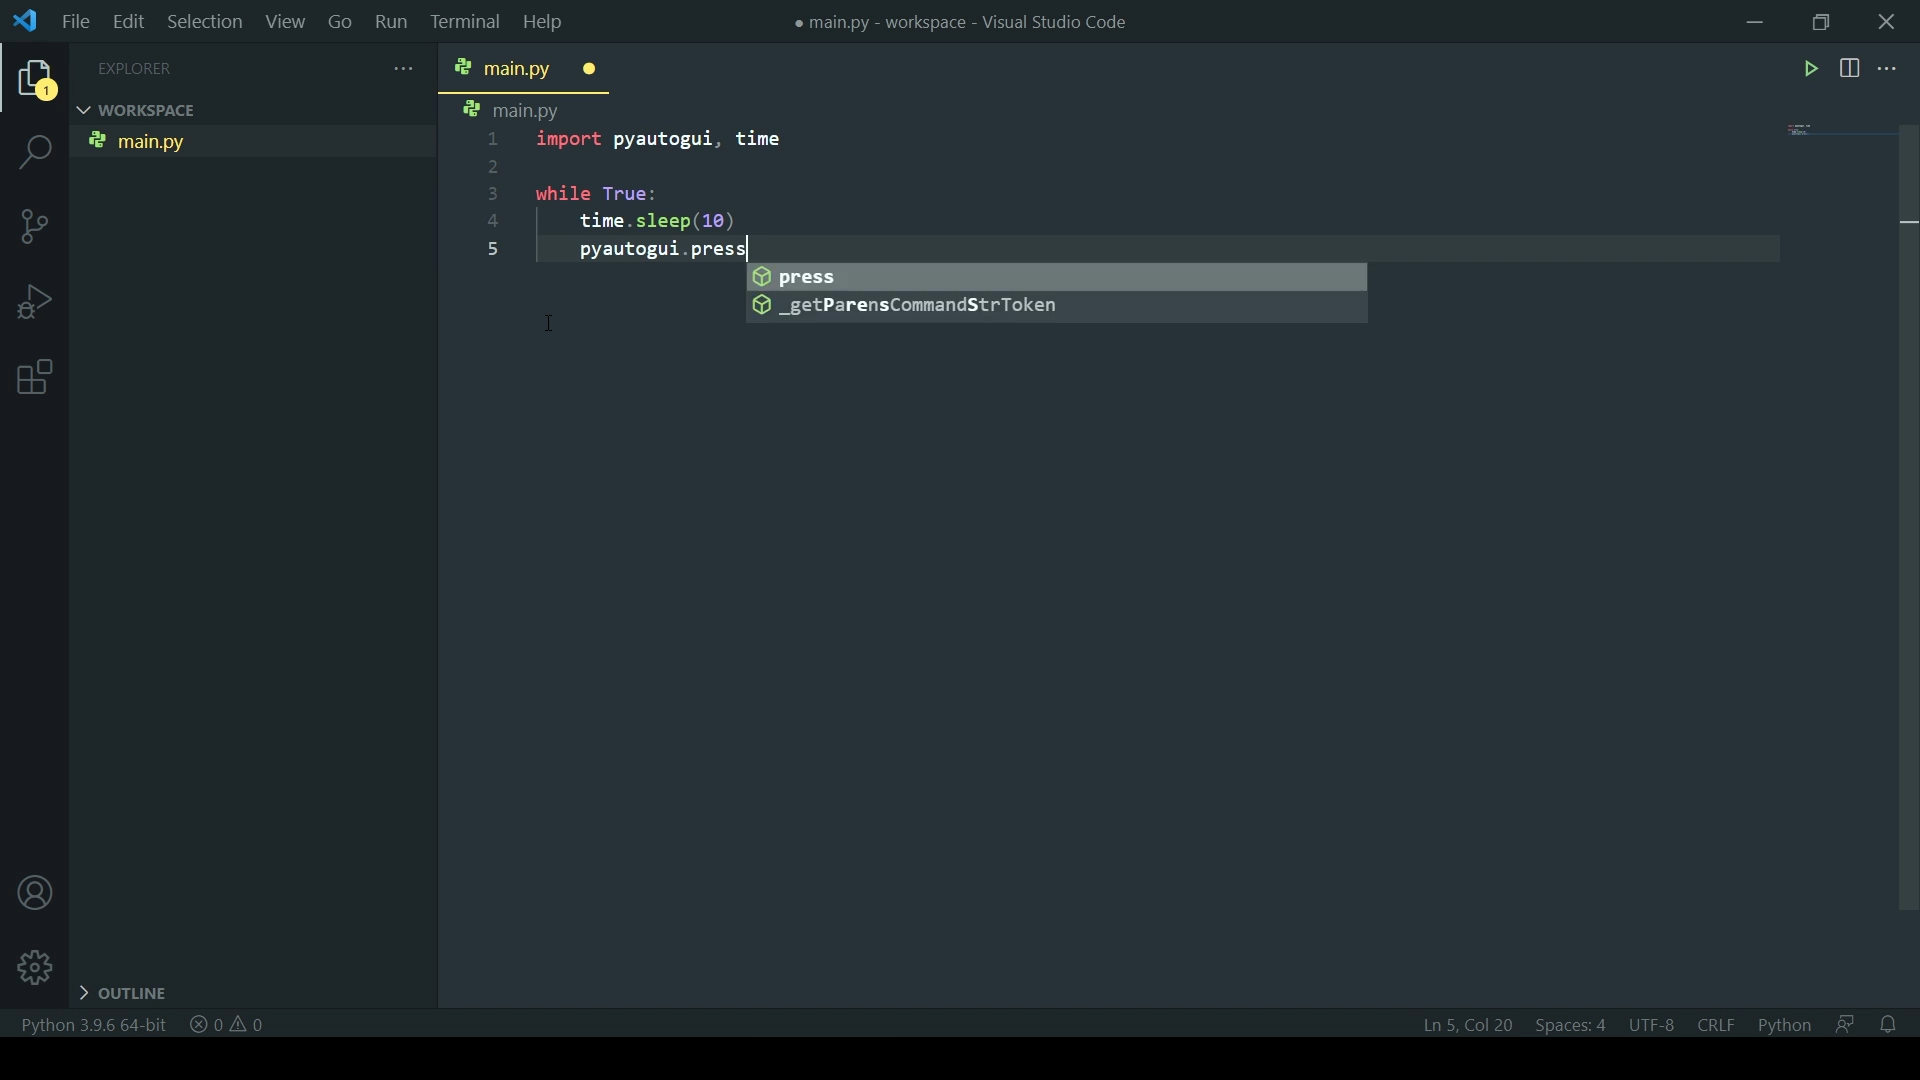 File Edit Selection View Go Run Terminal Help
● main.py - workspace - Visual Studio Code
EXPLORER
1
WORKSPACE
main.py
OUTLINE
main.py
main.py
1 import pyautogui, time
2
3 while True:
4 time.sleep(10)
5 pyautogui.press
press
_getParensCommandStrToken
Python 3.9.6 64-bit 0 0
Ln 5, Col 20 Spaces: 4 UTF-8 CRLF Python